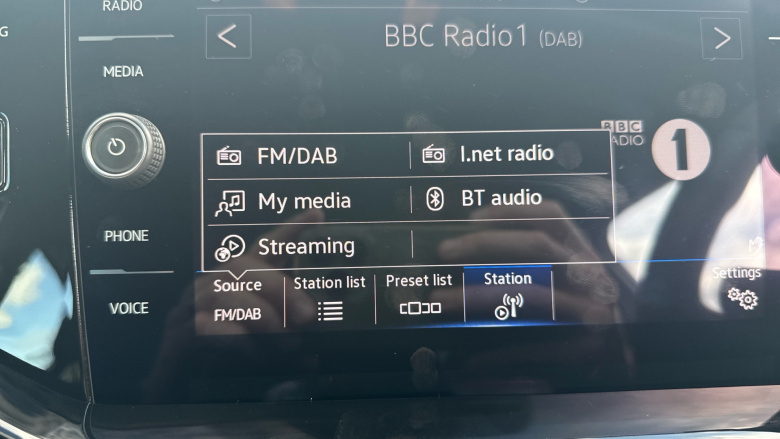 RADIO
G
BBC Radio1 (DAB)
MEDIA
BBC
RADIO
1
FM/DAB
I.net radio
My media
BT audio
PHONE
Streaming
Source
Station list
Preset list
Station
Settings
VOICE
FM/DAB